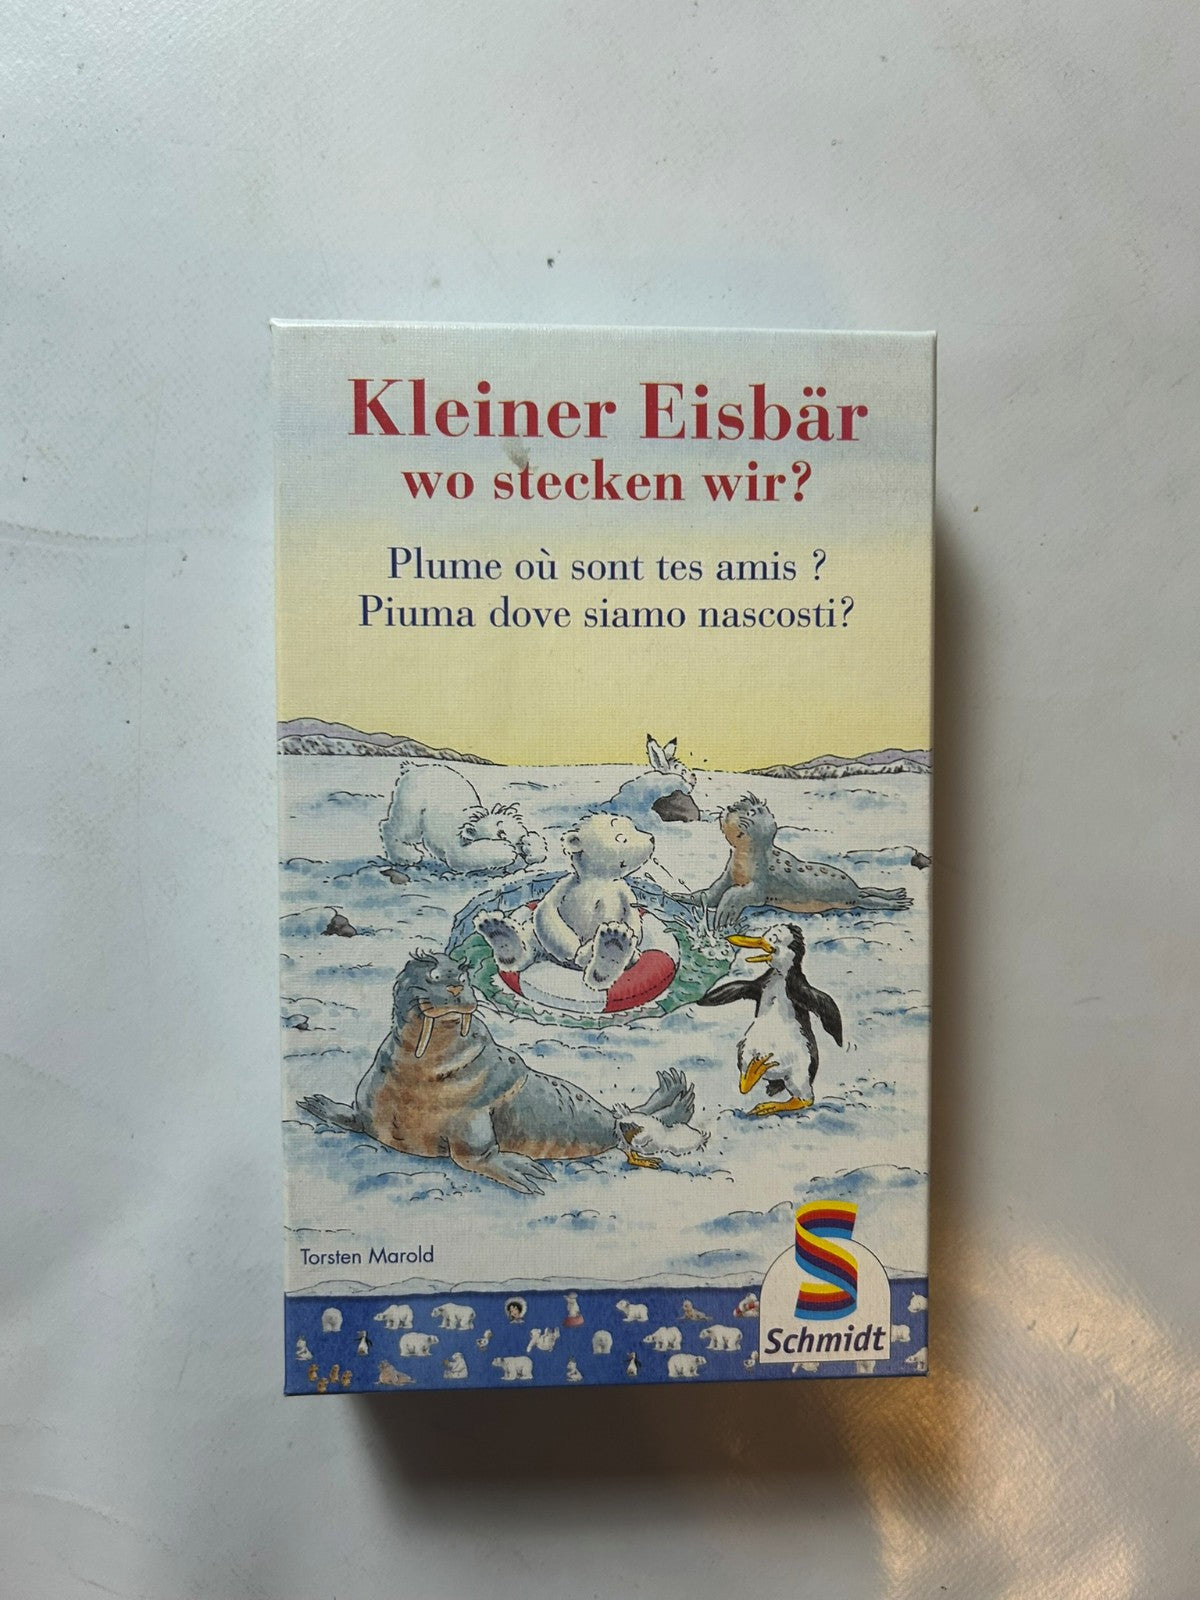 Kleiner Eisbär
wo stecken wir?
Plume où sont tes amis ?
Piuma dove siamo nascosti?
Torsten Marold
Schmidt